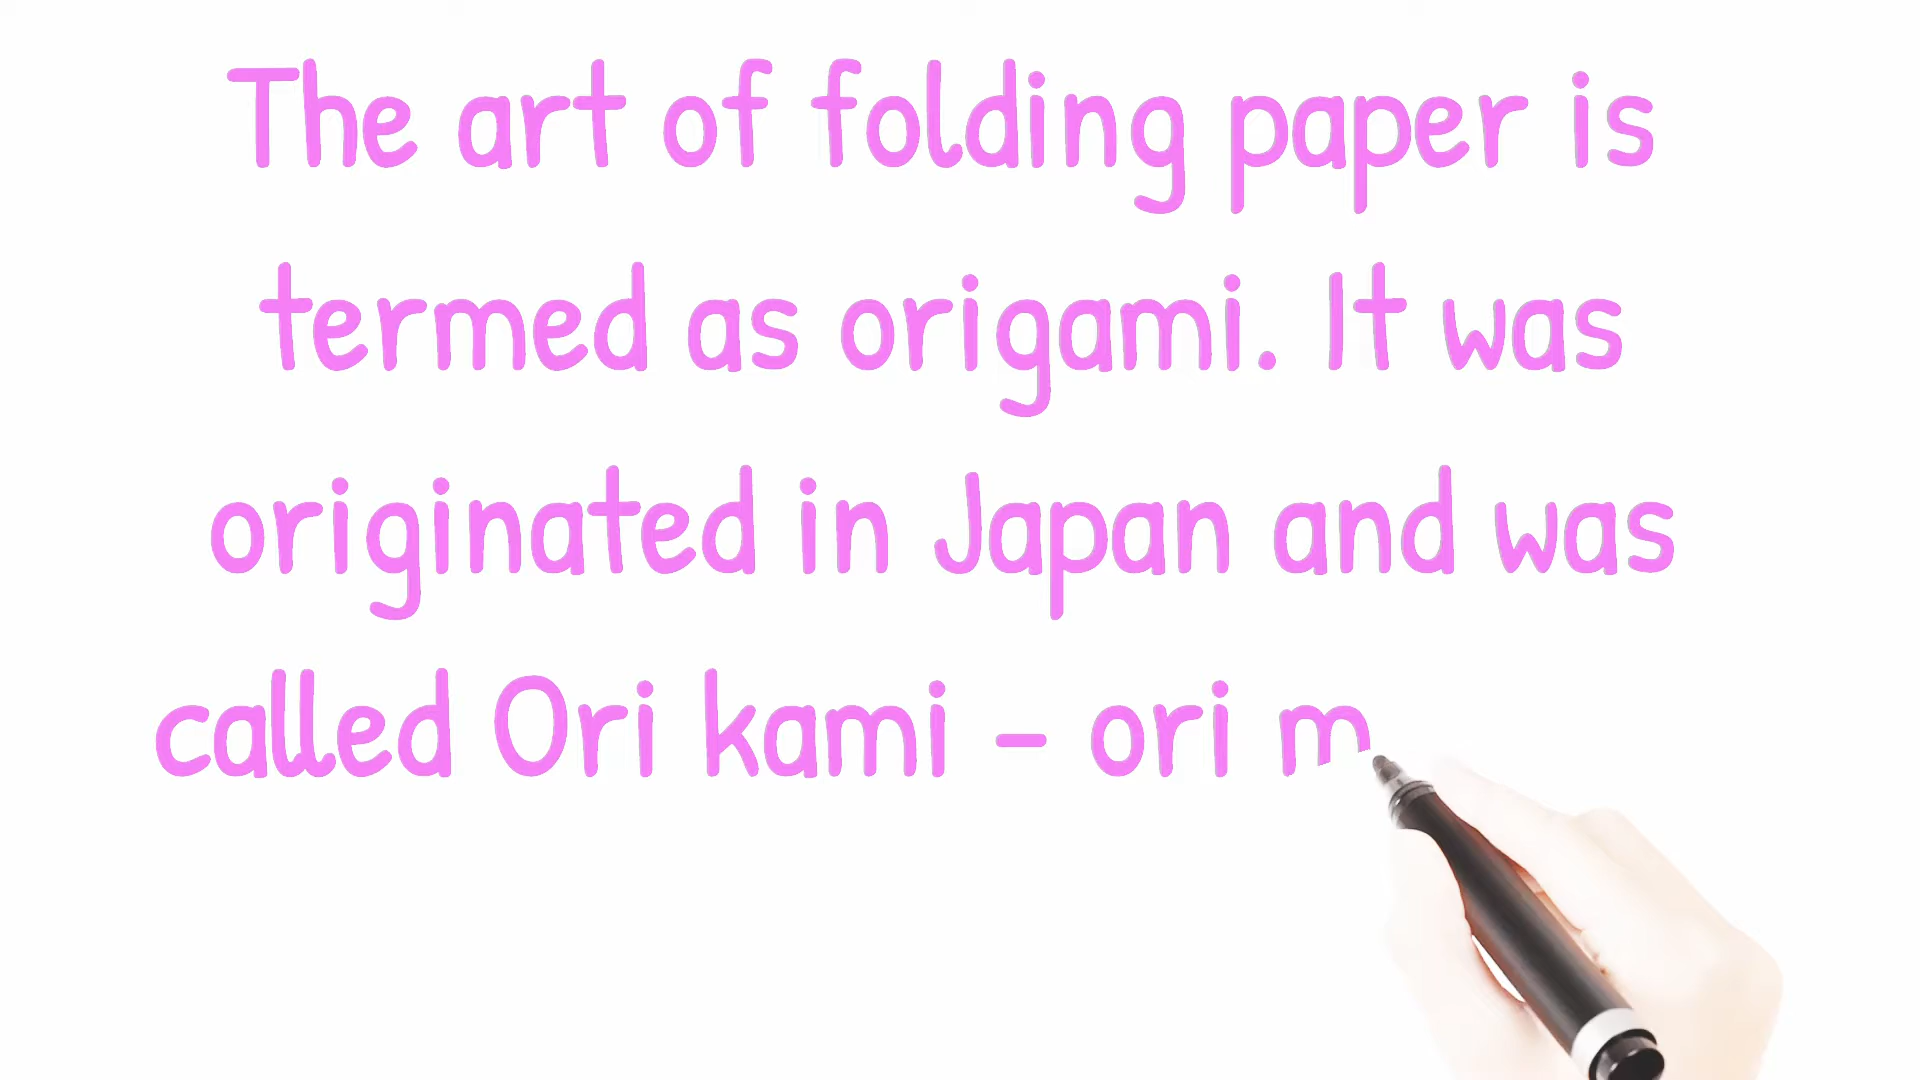 The art of folding paper is
termed as origami. It was
originated in Japan and was
called Ori kami - ori m